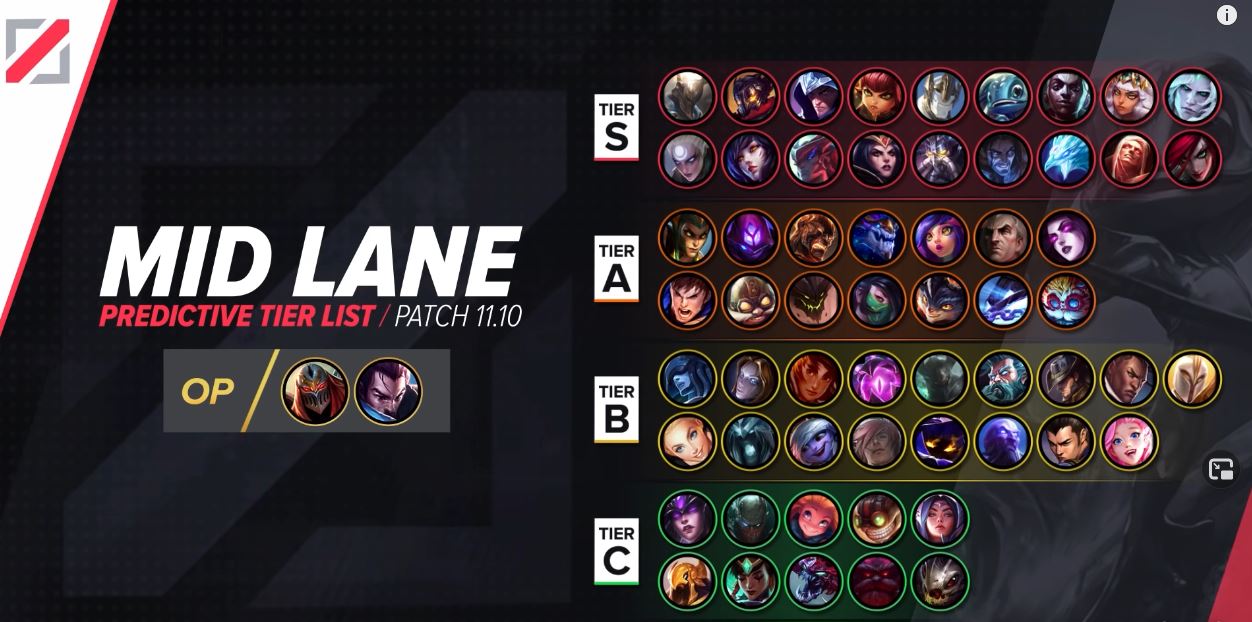 MID LANE
PREDICTIVE TIER LIST / PATCH 11.10
OP /
TIER
S
TIER
A
TIER
B
TIER
C